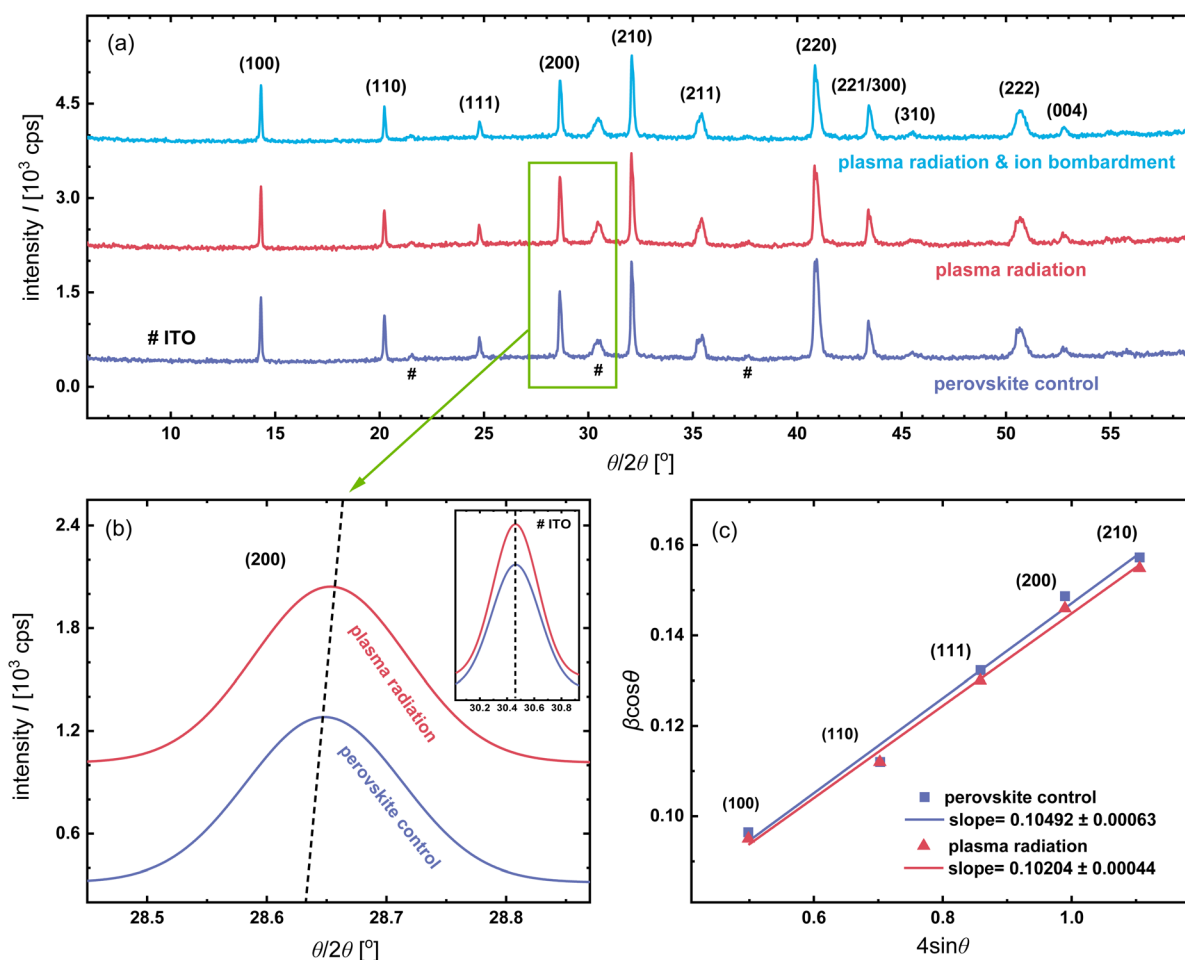 (a)
(100)
(110)
(111)
(200)
(210)
(211)
(220)
(221/300)
(310)
(222)
(004)
plasma radiation & ion bombardment
plasma radiation
perovskite control
# ITO
#
#
#
intensity I [10³ cps]
4.5
3.0
1.5
0.0
10
15
20
25
30
35
40
45
50
55
θ/2θ [º]
(b)
(200)
plasma radiation
perovskite control
intensity I [10³ cps]
2.4
1.8
1.2
0.6
28.5
28.6
28.7
28.8
θ/2θ [º]
# ITO
30.2
30.4
30.6
30.8
(c)
(100)
(110)
(111)
(200)
(210)
βcosθ
0.16
0.14
0.12
0.10
perovskite control
slope= 0.10492 ± 0.00063
plasma radiation
slope= 0.10204 ± 0.00044
0.6
0.8
1.0
4sinθ